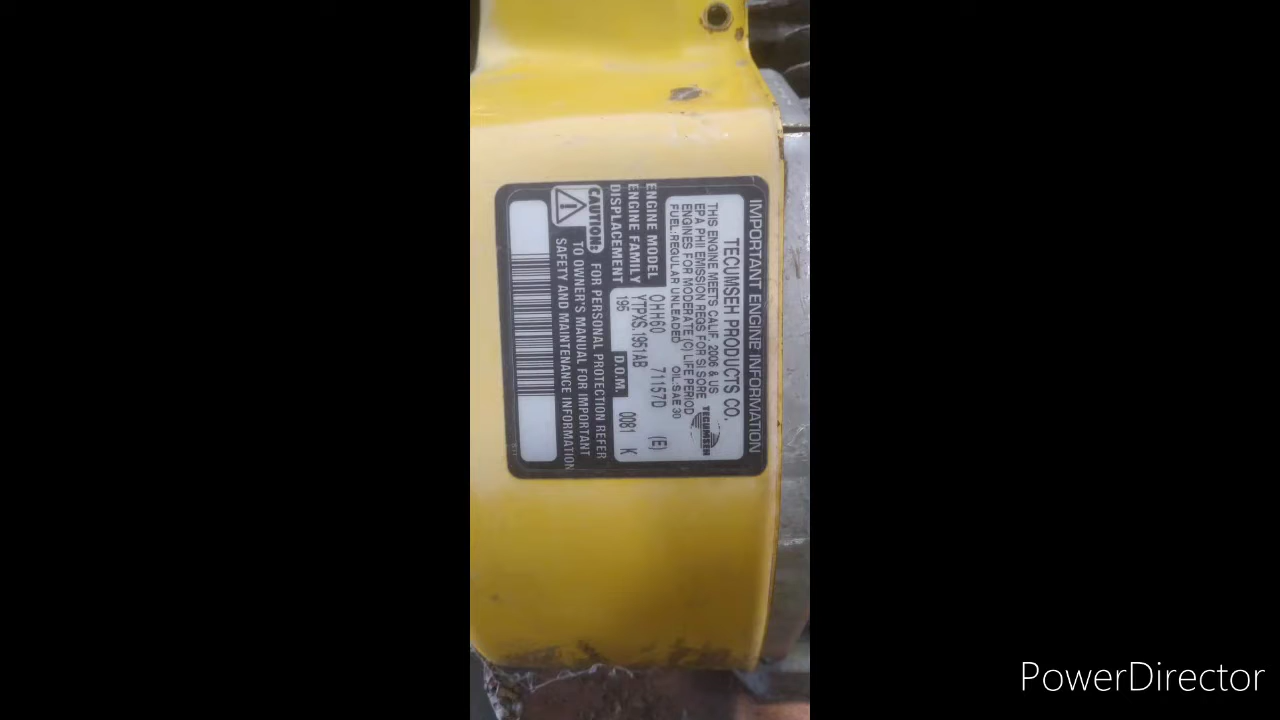 IMPORTANT ENGINE INFORMATION
TECUMSEH PRODUCTS CO.
TECUMSEH
THIS ENGINE MEETS CALIF. 2006 & US
EPA PHII EMISSION REGS FOR SI SORE
ENGINES FOR MODERATE (C) LIFE PERIOD
FUEL:REGULAR UNLEADED OIL:SAE 30
ENGINE MODEL OHH60 71157D (E)
ENGINE FAMILY YTPXS.1951AB
DISPLACEMENT 195 D.O.M. 0081 K
CAUTION: FOR PERSONAL PROTECTION REFER
TO OWNER'S MANUAL FOR IMPORTANT
SAFETY AND MAINTENANCE INFORMATION
PowerDirector